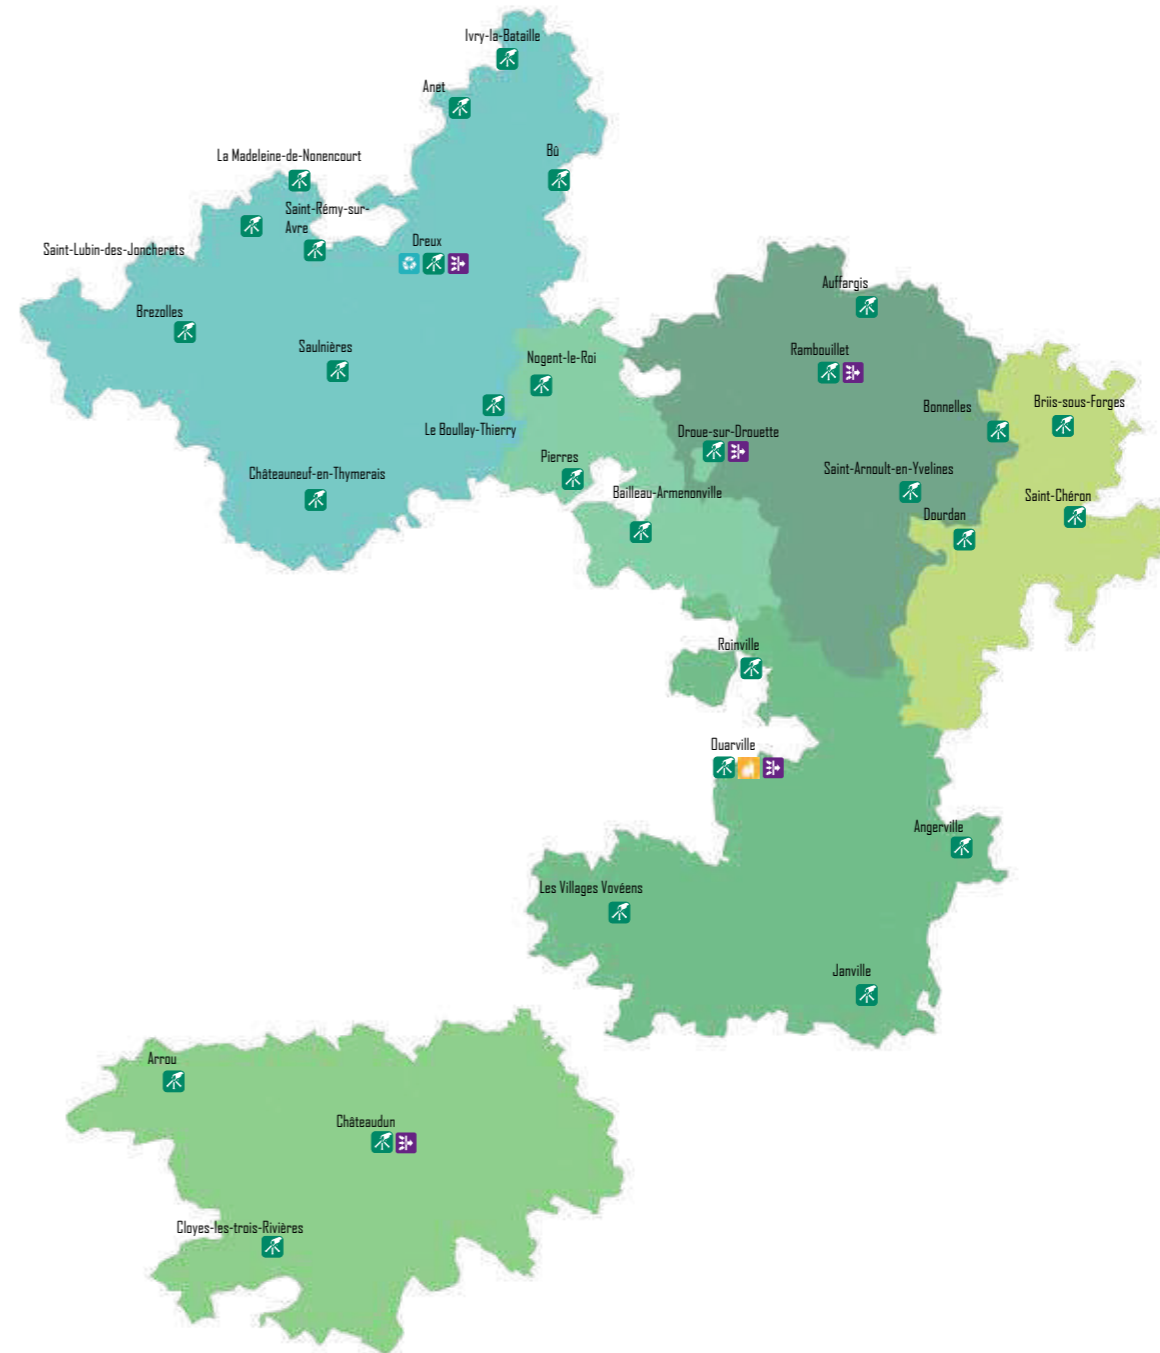 Ivry-la-Bataille
Anet
La Madeleine-de-Nonencourt
Bû
Saint-Rémy-sur-
Avre
Saint-Lubin-des-Joncherets
Dreux
Brezolles
Saulnières
Nogent-le-Roi
Le Boullay-Thierry
Châteauneuf-en-Thymerais
Pierres
Auffargis
Rambouillet
Bonnelles
Briis-sous-Forges
Droue-sur-Drouette
Saint-Arnoult-en-Yvelines
Bailleau-Armenonville
Saint-Chéron
Dourdan
Roinville
Ouarville
Angerville
Les Villages Vovéens
Janville
Arrou
Châteaudun
Cloyes-les-trois-Rivières